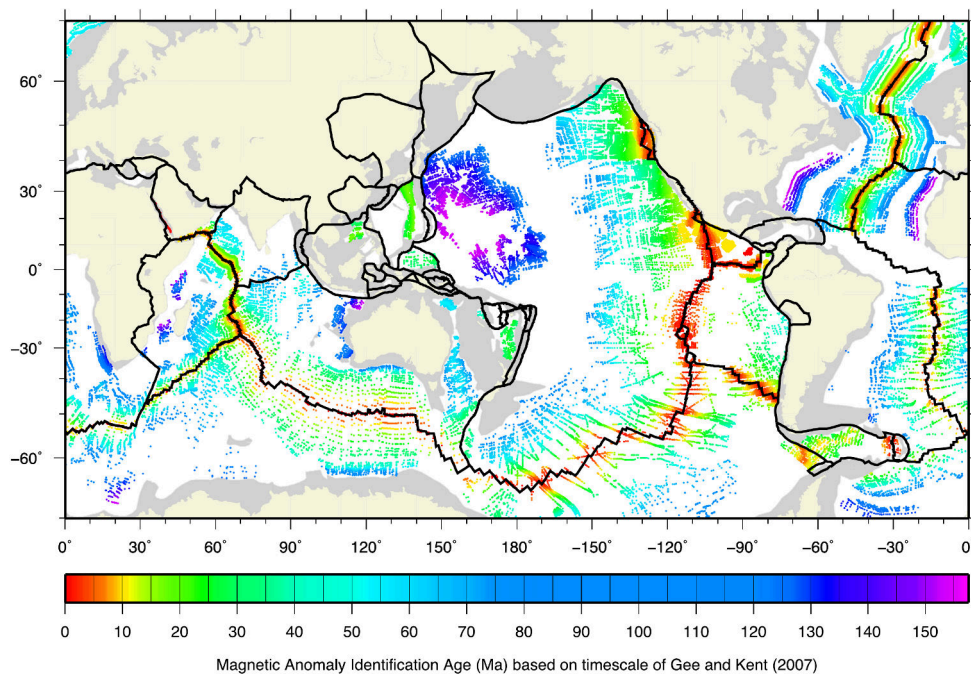 60°
30°
0°
−30°
−60°
0° 30° 60° 90° 120° 150° 180° −150° −120° −90° −60° −30° 0
0 10 20 30 40 50 60 70 80 90 100 110 120 130 140 150
Magnetic Anomaly Identification Age (Ma) based on timescale of Gee and Kent (2007)